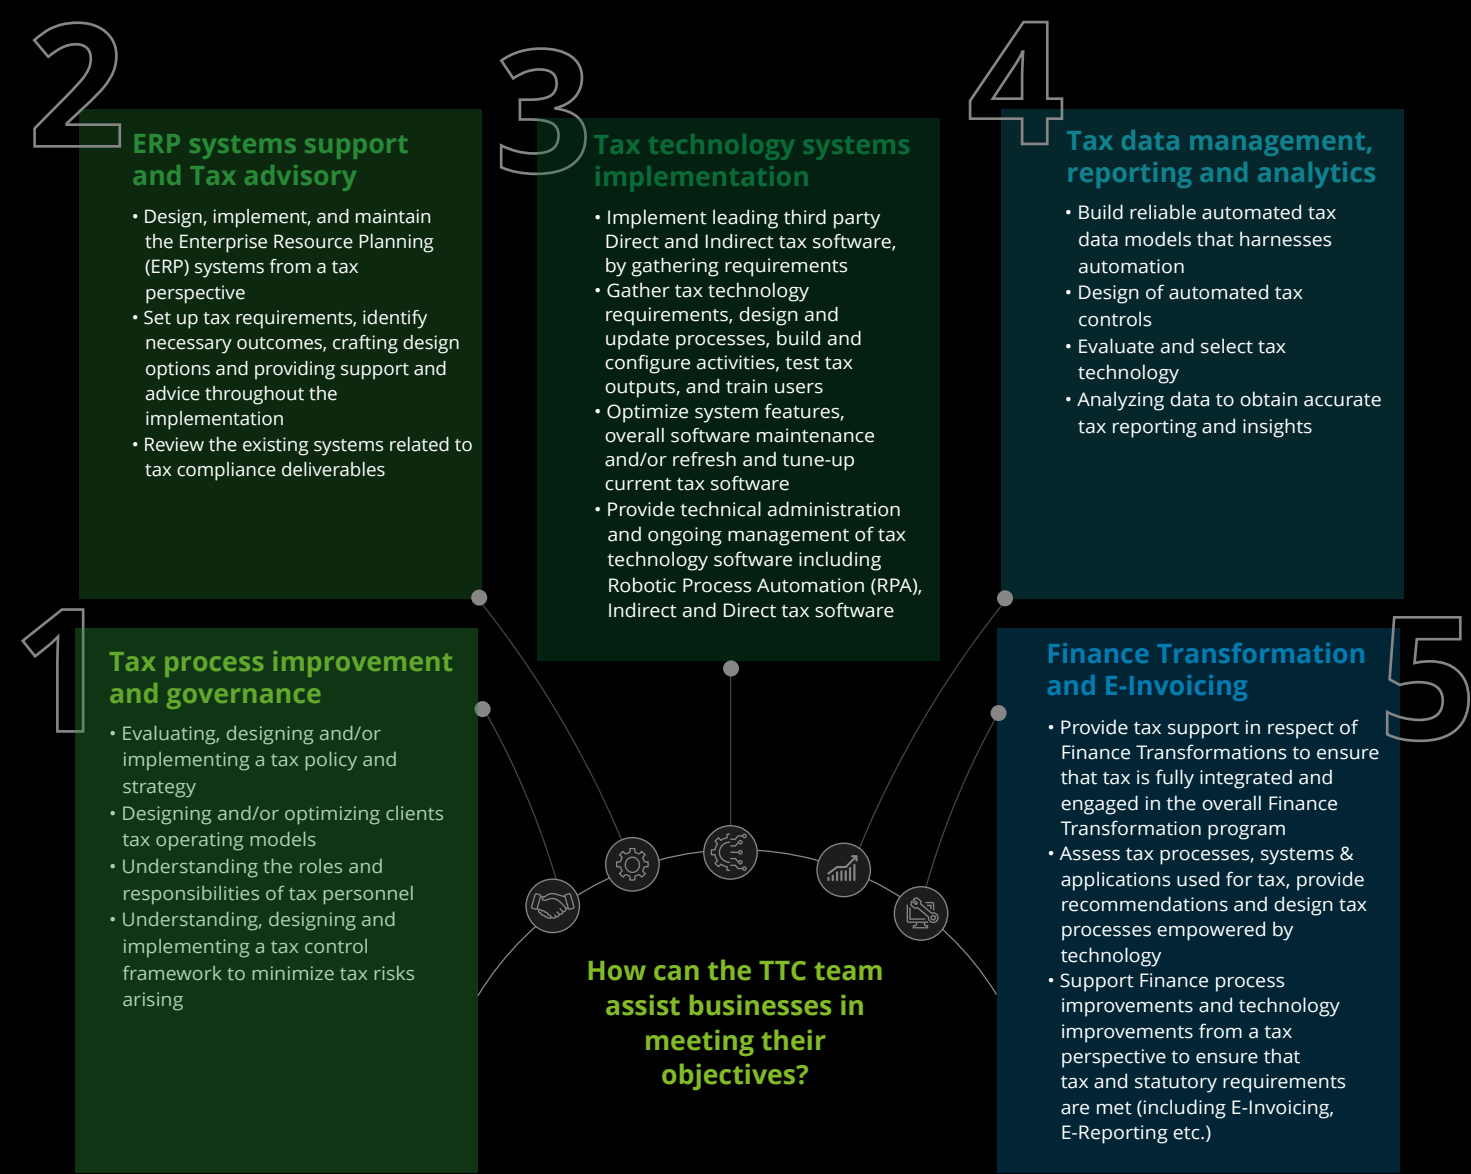 2
ERP systems support
and Tax advisory
• Design, implement, and maintain
the Enterprise Resource Planning
(ERP) systems from a tax
perspective
• Set up tax requirements, identify
necessary outcomes, crafting design
options and providing support and
advice throughout the
implementation
• Review the existing systems related to
tax compliance deliverables
3
Tax technology systems
implementation
• Implement leading third party
Direct and Indirect tax software,
by gathering requirements
• Gather tax technology
requirements, design and
update processes, build and
configure activities, test tax
outputs, and train users
• Optimize system features,
overall software maintenance
and/or refresh and tune-up
current tax software
• Provide technical administration
and ongoing management of tax
technology software including
Robotic Process Automation (RPA),
Indirect and Direct tax software
4
Tax data management,
reporting and analytics
• Build reliable automated tax
data models that harnesses
automation
• Design of automated tax
controls
• Evaluate and select tax
technology
• Analyzing data to obtain accurate
tax reporting and insights
1
Tax process improvement
and governance
• Evaluating, designing and/or
implementing a tax policy and
strategy
• Designing and/or optimizing clients
tax operating models
• Understanding the roles and
responsibilities of tax personnel
• Understanding, designing and
implementing a tax control
framework to minimize tax risks
arising
How can the TTC team
assist businesses in
meeting their
objectives?
5
Finance Transformation
and E-Invoicing
• Provide tax support in respect of
Finance Transformations to ensure
that tax is fully integrated and
engaged in the overall Finance
Transformation program
• Assess tax processes, systems &
applications used for tax, provide
recommendations and design tax
processes empowered by
technology
• Support Finance process
improvements and technology
improvements from a tax
perspective to ensure that
tax and statutory requirements
are met (including E-Invoicing,
E-Reporting etc.)